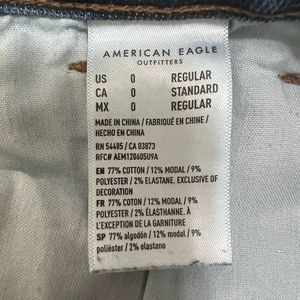 AMERICAN EAGLE
OUTFITTERS
US 0 REGULAR
CA 0 STANDARD
MX 0 REGULAR
MADE IN CHINA / FABRIQUÉ EN CHINE /
HECHO EN CHINA
RN 54485 / CA 03873
RFC# AEM120605U9A
EN 77% COTTON / 12% MODAL / 9%
POLYESTER / 2% ELASTANE, EXCLUSIVE OF
DECORATION
FR 77% COTON / 12% MODAL / 9%
POLYESTER / 2% ÉLASTHANNE, À
L'EXCEPTION DE LA GARNITURE
SP 77% algodón / 12% modal / 9%
poliéster / 2% elastano